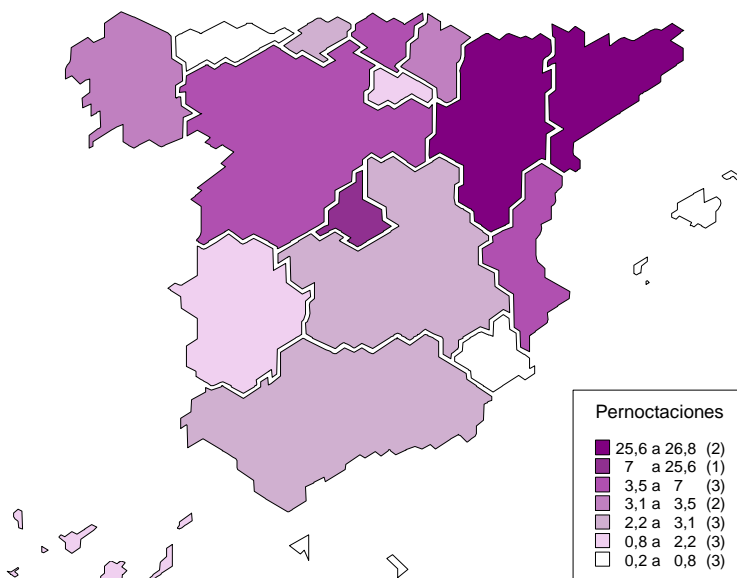 Pernoctaciones
25,6 a 26,8 (2)
7 a 25,6 (1)
3,5 a 7 (3)
3,1 a 3,5 (2)
2,2 a 3,1 (3)
0,8 a 2,2 (3)
0,2 a 0,8 (3)